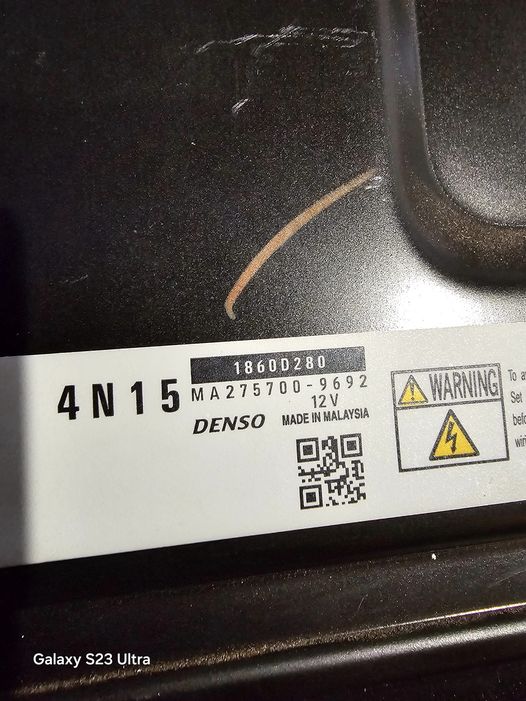 4N15
1860D280
MA275700-9692
12V
DENSO
MADE IN MALAYSIA
WARNING
To
Set
Galaxy S23 Ultra